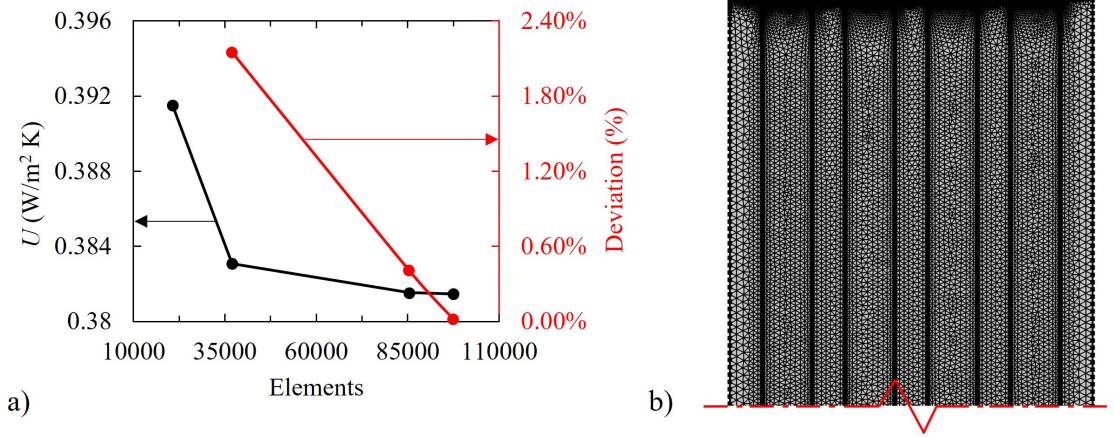 0.396
0.392
0.388
0.384
0.38
U (W/m² K)
2.40%
1.80%
1.20%
0.60%
0.00%
Deviation (%)
10000 35000 60000 85000 110000
Elements
a)
b)